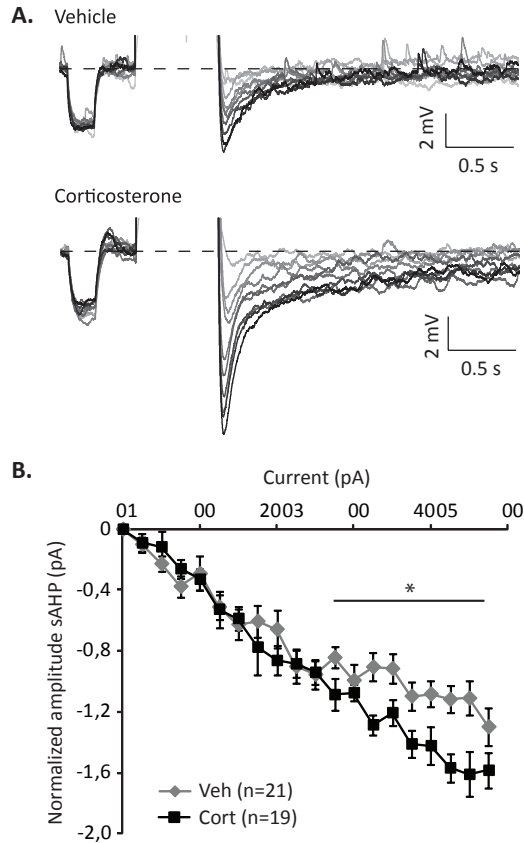 A.
Vehicle
2 mV
0.5 s
Corticosterone
2 mV
0.5 s
B.
Current (pA)
01 00 2003 00 4005 00
0
-0,4
-0,8
-1,2
-1,6
-2,0
Normalized amplitude sAHP (pA)
*
Veh (n=21)
Cort (n=19)